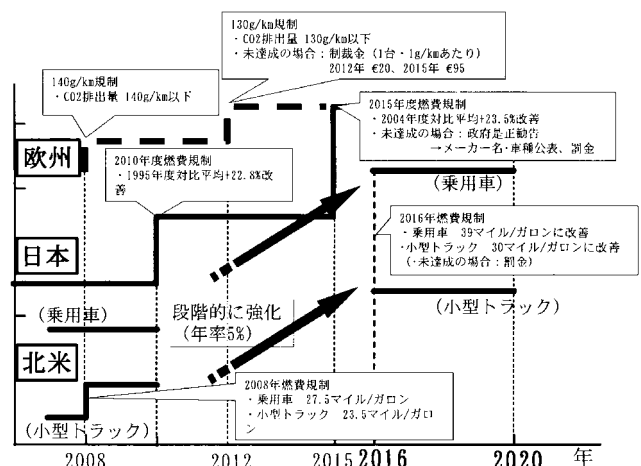 130g/km規制
・CO2排出量 130g/km以下
・未達成の場合：制裁金（1台・1g/kmあたり）
2012年 €20、2015年 €95
140g/km規制
・CO2排出量 140g/km以下
2015年度燃費規制
・2004年度対比平均+23.5%改善
・未達成の場合：政府是正勧告
→メーカー名・車種公表、罰金
欧州
2010年度燃費規制
・1995年度対比平均+22.8%改
善
（乗用車）
2016年燃費規制
・乗用車 39マイル/ガロンに改善
・小型トラック 30マイル/ガロンに改善
（・未達成の場合：罰金）
日本
（乗用車）
段階的に強化
（年率5%）
（小型トラック）
北米
2008年燃費規制
・乗用車 27.5マイル/ガロン
・小型トラック 23.5マイル/ガロ
ン
（小型トラック）
2008
2012
2015
2016
2020
年